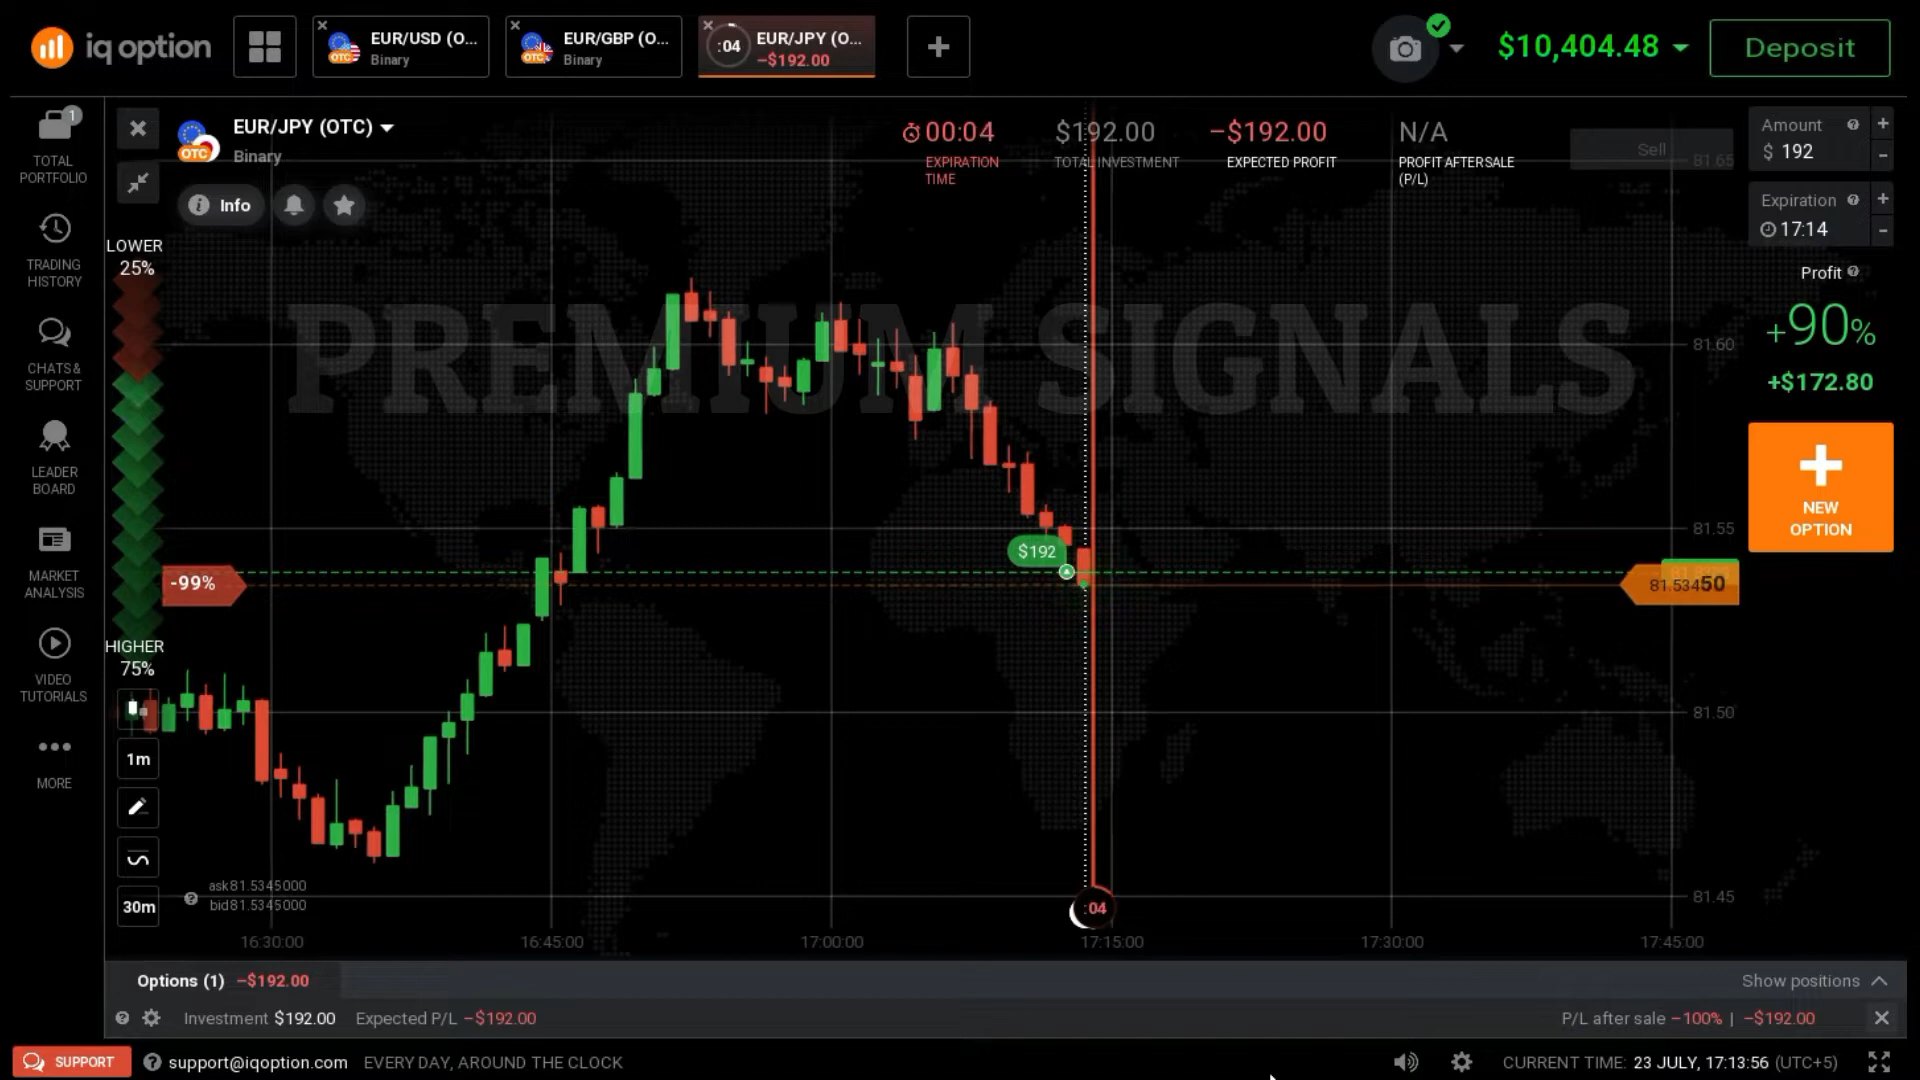 iq option
EUR/USD (O...
Binary
EUR/GBP (O...
Binary
:04
EUR/JPY (O...
−$192.00
$10,404.48
Deposit
1
TOTAL
PORTFOLIO
TRADING
HISTORY
CHATS &
SUPPORT
LEADER
BOARD
MARKET
ANALYSIS
VIDEO
TUTORIALS
MORE
OTC
EUR/JPY (OTC)
Binary
Info
00:04
EXPIRATION
TIME
$192.00
TOTAL INVESTMENT
−$192.00
EXPECTED PROFIT
N/A
PROFIT AFTER SALE
(P/L)
Sell
Amount
$ 192
Expiration
17:14
Profit
+90%
+$172.80
NEW
OPTION
LOWER
25%
-99%
HIGHER
75%
1m
30m
PREMIUM SIGNALS
$192
81.65
81.60
81.55
81.53450
81.50
81.45
ask81.5345000
bid81.5345000
:04
16:30:00
16:45:00
17:00:00
17:15:00
17:30:00
17:45:00
Options (1) −$192.00
Show positions
Investment $192.00 Expected P/L −$192.00
P/L after sale −100% | −$192.00
SUPPORT
support@iqoption.com EVERY DAY, AROUND THE CLOCK
CURRENT TIME: 23 JULY, 17:13:56 (UTC+5)